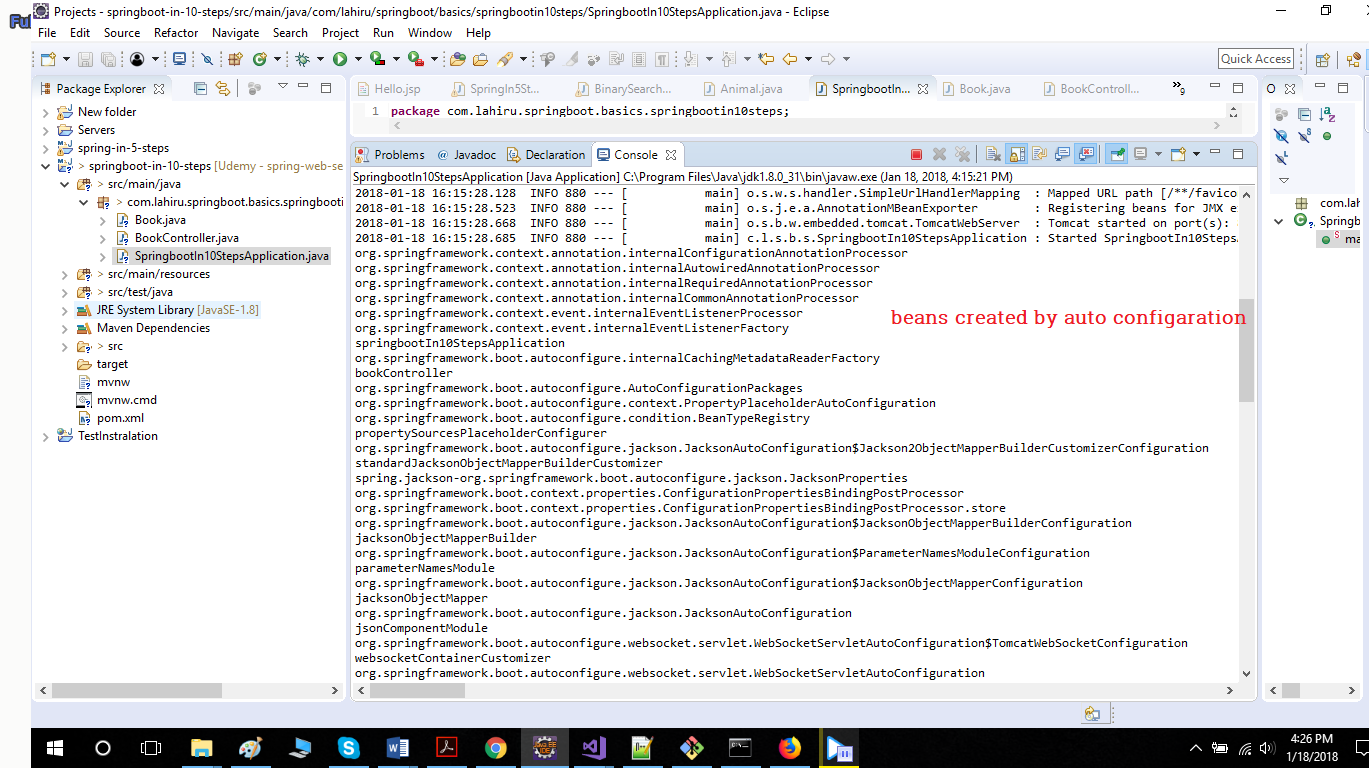 Ful
Projects - springboot-in-10-steps/src/main/java/com/lahiru/springboot/basics/springbootin10steps/SpringbootIn10StepsApplication.java - Eclipse
File Edit Source Refactor Navigate Search Project Run Window Help
Quick Access
Package Explorer
New folder
Servers
spring-in-5-steps
> springboot-in-10-steps [Udemy - spring-web-se
> src/main/java
> com.lahiru.springboot.basics.springbooti
Book.java
BookController.java
SpringbootIn10StepsApplication.java
> src/main/resources
> src/test/java
JRE System Library [JavaSE-1.8]
Maven Dependencies
> src
target
mvnw
mvnw.cmd
pom.xml
TestInstralation
Hello.jsp SpringIn5St... BinarySearch... Animal.java SpringbootIn... Book.java BookControll... »9
1 package com.lahiru.springboot.basics.springbootin10steps;
Problems @ Javadoc Declaration Console
SpringbootIn10StepsApplication [Java Application] C:\Program Files\Java\jdk1.8.0_31\bin\javaw.exe (Jan 18, 2018, 4:15:21 PM)
2018-01-18 16:15:28.128 INFO 880 --- [ main] o.s.w.s.handler.SimpleUrlHandlerMapping : Mapped URL path [/**/favico
2018-01-18 16:15:28.523 INFO 880 --- [ main] o.s.j.e.a.AnnotationMBeanExporter : Registering beans for JMX e
2018-01-18 16:15:28.668 INFO 880 --- [ main] o.s.b.w.embedded.tomcat.TomcatWebServer : Tomcat started on port(s):
2018-01-18 16:15:28.685 INFO 880 --- [ main] c.l.s.b.s.SpringbootIn10StepsApplication : Started SpringbootIn10Steps
org.springframework.context.annotation.internalConfigurationAnnotationProcessor
org.springframework.context.annotation.internalAutowiredAnnotationProcessor
org.springframework.context.annotation.internalRequiredAnnotationProcessor
org.springframework.context.annotation.internalCommonAnnotationProcessor
org.springframework.context.event.internalEventListenerProcessor
org.springframework.context.event.internalEventListenerFactory
beans created by auto configaration
springbootIn10StepsApplication
org.springframework.boot.autoconfigure.internalCachingMetadataReaderFactory
bookController
org.springframework.boot.autoconfigure.AutoConfigurationPackages
org.springframework.boot.autoconfigure.context.PropertyPlaceholderAutoConfiguration
org.springframework.boot.autoconfigure.condition.BeanTypeRegistry
propertySourcesPlaceholderConfigurer
org.springframework.boot.autoconfigure.jackson.JacksonAutoConfiguration$Jackson2ObjectMapperBuilderCustomizerConfiguration
standardJacksonObjectMapperBuilderCustomizer
spring.jackson-org.springframework.boot.autoconfigure.jackson.JacksonProperties
org.springframework.boot.context.properties.ConfigurationPropertiesBindingPostProcessor
org.springframework.boot.context.properties.ConfigurationPropertiesBindingPostProcessor.store
org.springframework.boot.autoconfigure.jackson.JacksonAutoConfiguration$JacksonObjectMapperBuilderConfiguration
jacksonObjectMapperBuilder
org.springframework.boot.autoconfigure.jackson.JacksonAutoConfiguration$ParameterNamesModuleConfiguration
parameterNamesModule
org.springframework.boot.autoconfigure.jackson.JacksonAutoConfiguration$JacksonObjectMapperConfiguration
jacksonObjectMapper
org.springframework.boot.autoconfigure.jackson.JacksonAutoConfiguration
jsonComponentModule
org.springframework.boot.autoconfigure.websocket.servlet.WebSocketServletAutoConfiguration$TomcatWebSocketConfiguration
websocketContainerCustomizer
org.springframework.boot.autoconfigure.websocket.servlet.WebSocketServletAutoConfiguration
O
com.lah
Springb
ma
4:26 PM
1/18/2018